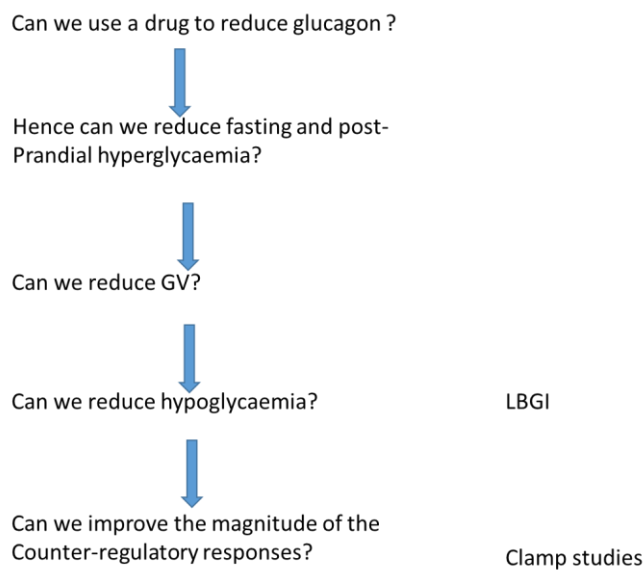 Can we use a drug to reduce glucagon ?
Hence can we reduce fasting and post-
Prandial hyperglycaemia?
Can we reduce GV?
Can we reduce hypoglycaemia?
LBGI
Can we improve the magnitude of the
Counter-regulatory responses?
Clamp studies